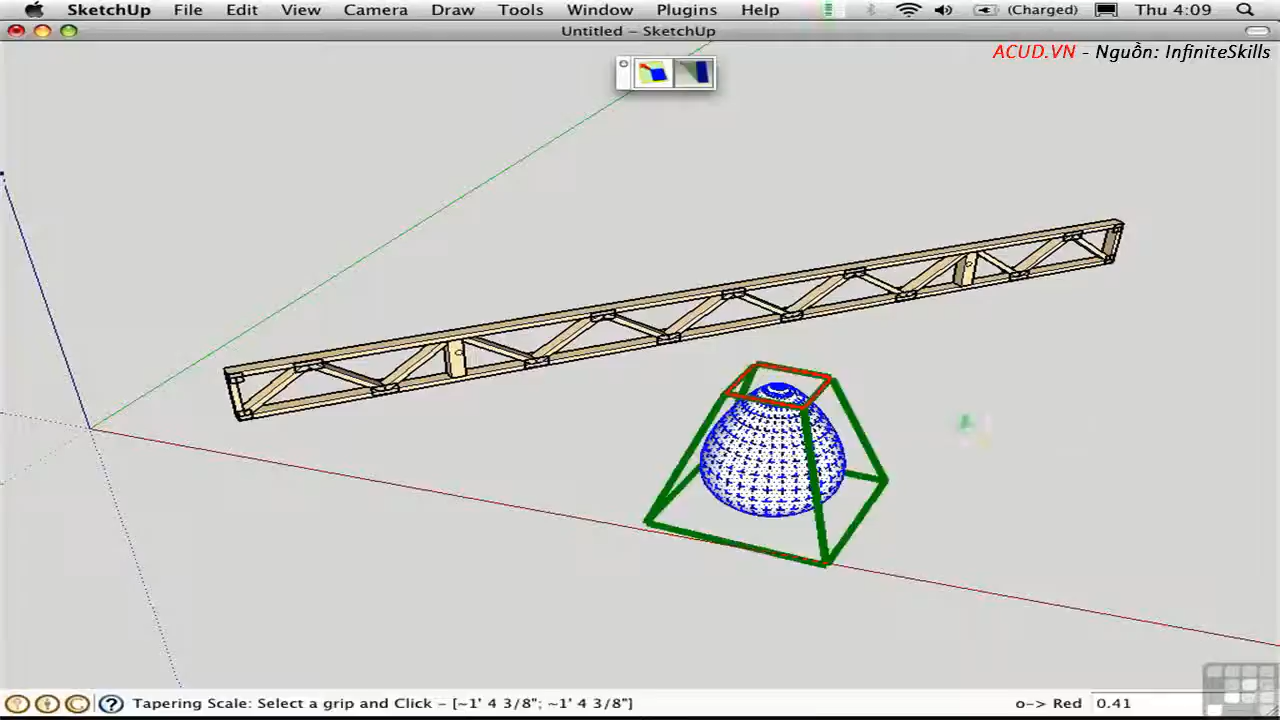 SketchUp File Edit View Camera Draw Tools Window Plugins Help (Charged) Thu 4:09
Untitled – SketchUp
ACUD.VN - Nguồn: InfiniteSkills
Tapering Scale: Select a grip and Click - [~1' 4 3/8"; ~1' 4 3/8"] o-> Red 0.41